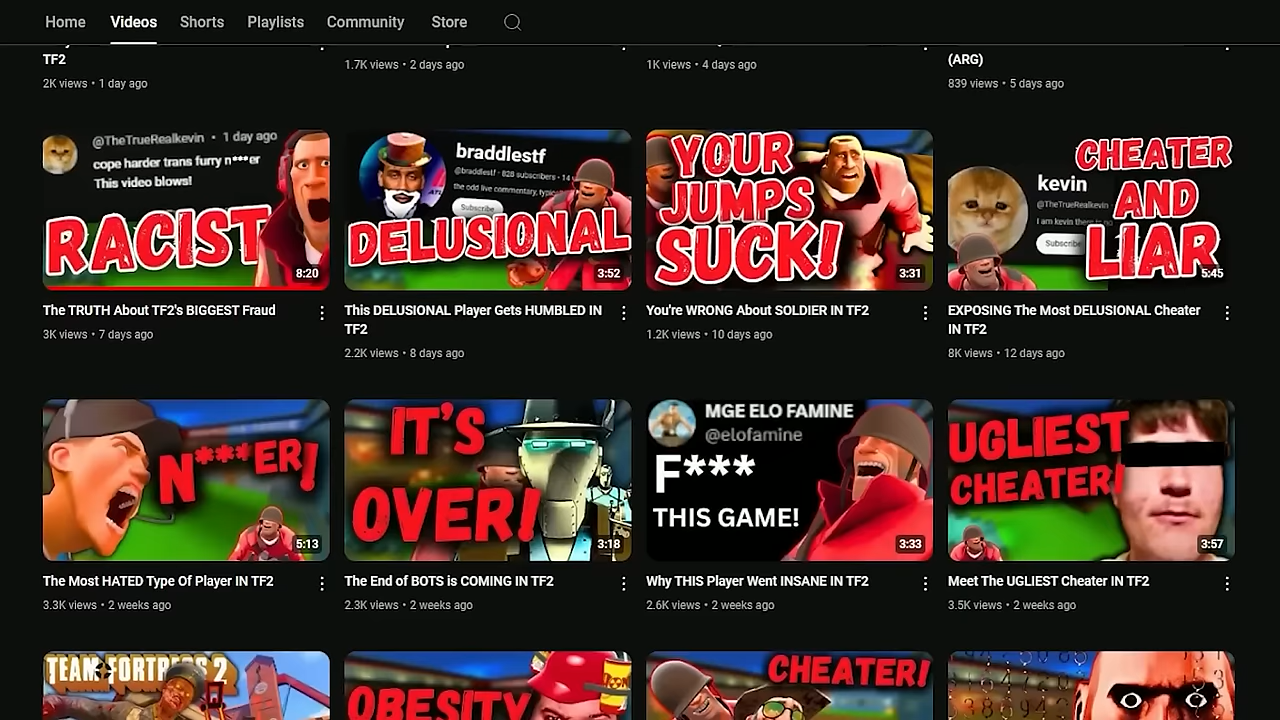 Home Videos Shorts Playlists Community Store
TF2
(ARG)
2K views • 1 day ago
1.7K views • 2 days ago
1K views • 4 days ago
839 views • 5 days ago
@TheTrueRealkevin • 1 day ago
cope harder trans furry n***er
This video blows!
RACIST
8:20
braddlestf
@braddlestf · 828 subscribers · 14
the odd live commentary,
Subscribe
DELUSIONAL
3:52
YOUR
JUMPS
SUCK!
3:31
CHEATER
AND
LIAR
kevin
@TheTrueRealkevin
I am kevin there is no
Subscribe
5:45
The TRUTH About TF2's BIGGEST Fraud
3K views • 7 days ago
This DELUSIONAL Player Gets HUMBLED IN
TF2
2.2K views • 8 days ago
You're WRONG About SOLDIER IN TF2
1.2K views • 10 days ago
EXPOSING The Most DELUSIONAL Cheater
IN TF2
8K views • 12 days ago
N***ER!
5:13
IT'S
OVER!
3:18
MGE ELO FAMINE
@elofamine
F***
THIS GAME!
3:33
UGLIEST
CHEATER!
3:57
The Most HATED Type Of Player IN TF2
3.3K views • 2 weeks ago
The End of BOTS is COMING IN TF2
2.3K views • 2 weeks ago
Why THIS Player Went INSANE IN TF2
2.6K views • 2 weeks ago
Meet The UGLIEST Cheater IN TF2
3.5K views • 2 weeks ago
TEAM FORTRESS 2
OBESITY
CHEATER!